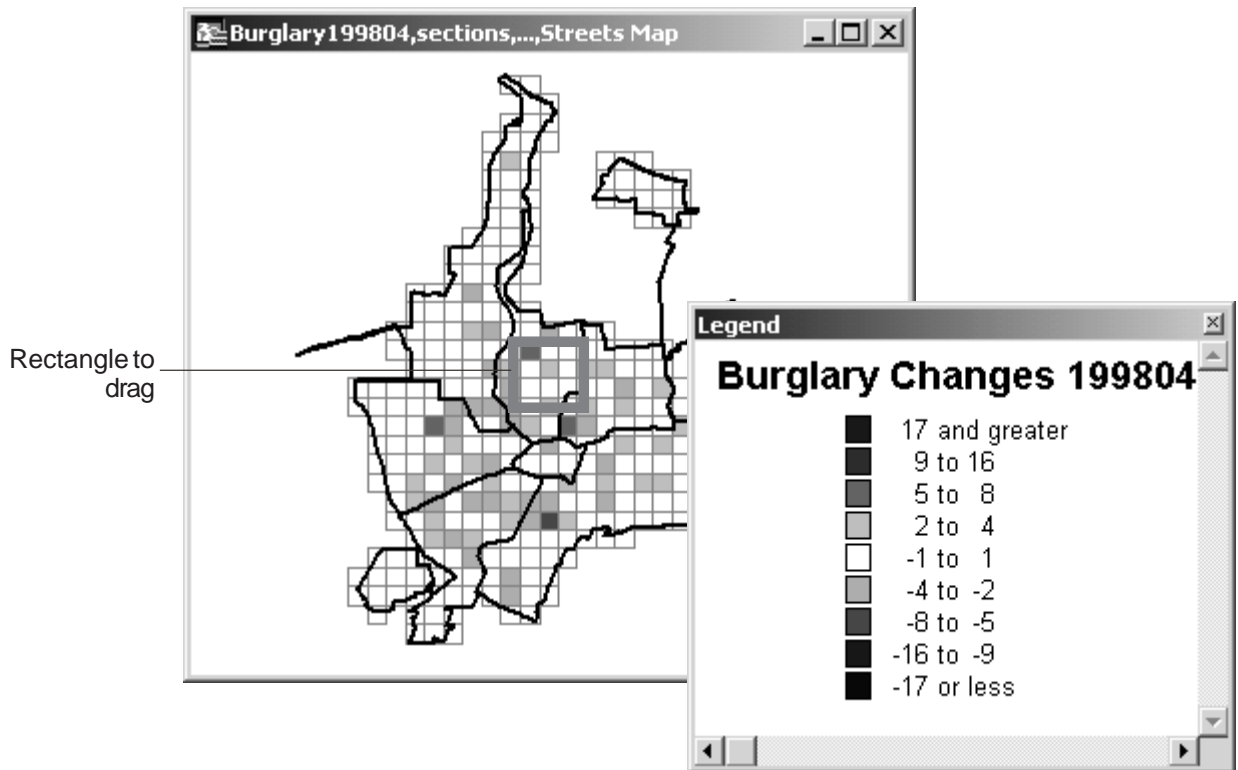 Burglary199804,sections,...,Streets Map
Rectangle to
drag
Legend
Burglary Changes 199804
17 and greater
9 to 16
5 to 8
2 to 4
-1 to 1
-4 to -2
-8 to -5
-16 to -9
-17 or less